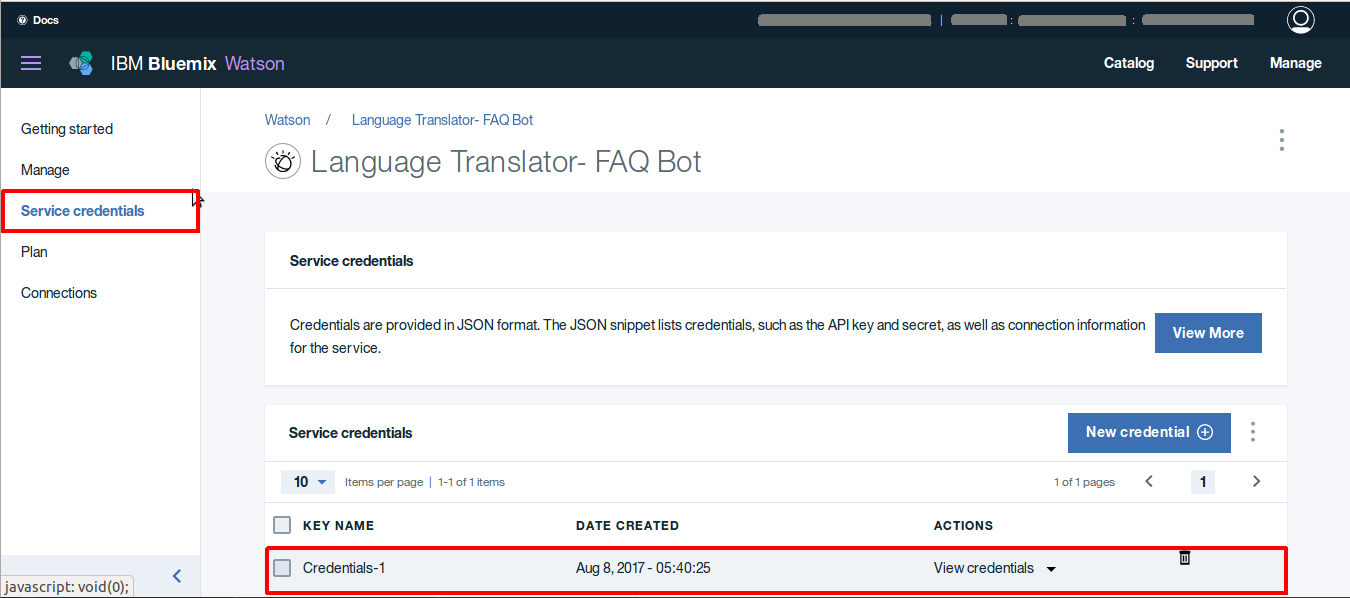 Docs
| : :
IBM Bluemix Watson
Catalog Support Manage
Getting started
Manage
Service credentials
Plan
Connections
Watson / Language Translator- FAQ Bot
Language Translator- FAQ Bot
Service credentials
Credentials are provided in JSON format. The JSON snippet lists credentials, such as the API key and secret, as well as connection information
for the service.
View More
Service credentials
New credential
10 Items per page | 1-1 of 1 items
1 of 1 pages 1
KEY NAME DATE CREATED ACTIONS
Credentials-1 Aug 8, 2017 - 05:40:25 View credentials
javascript: void(0);